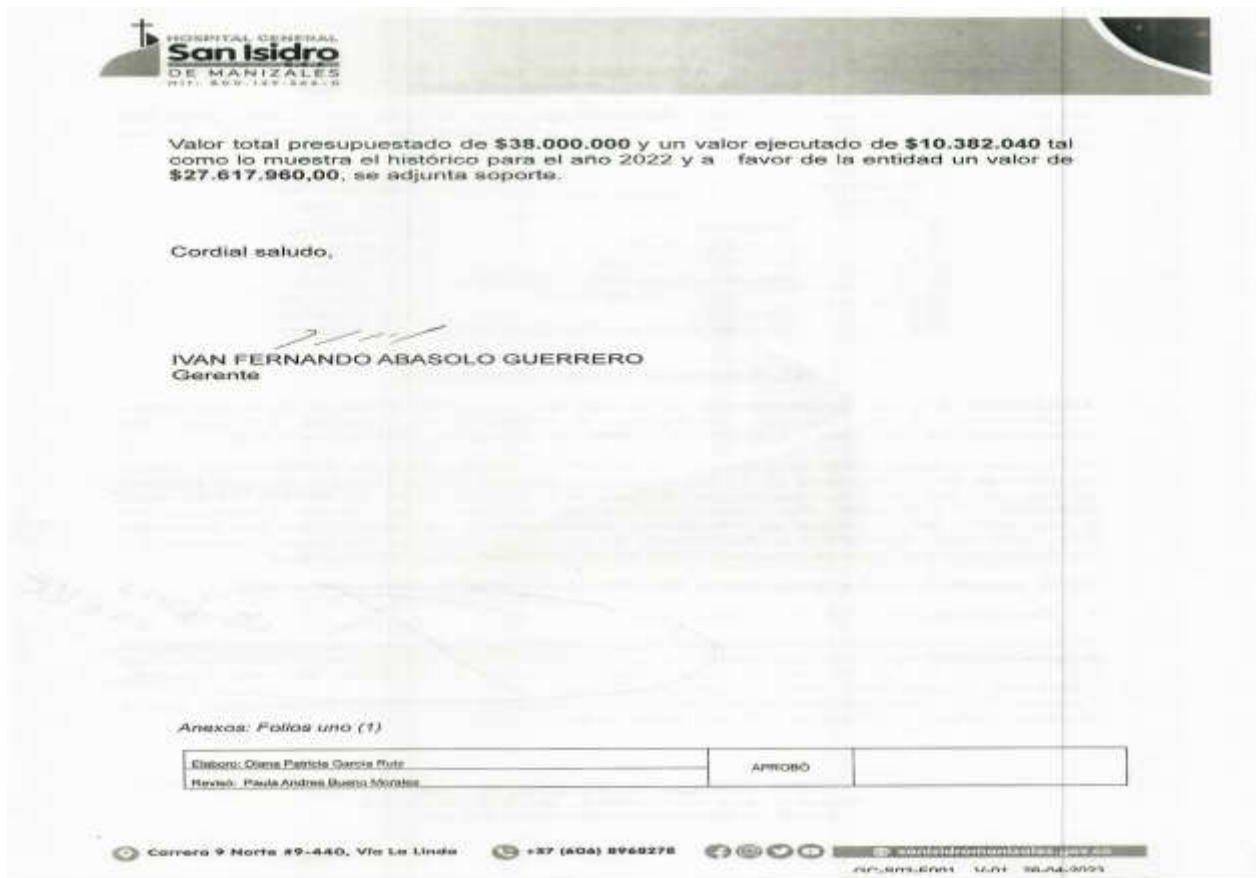 HOSPITAL GENERAL
San Isidro
DE MANIZALES
Valor total presupuestado de $38.000.000 y un valor ejecutado de $10.382.040 tal
como lo muestra el histórico para el año 2022 y a favor de la entidad un valor de
$27.617.960,00, se adjunta soporte.
Cordial saludo,
IVAN FERNANDO ABASOLO GUERRERO
Gerente
Anexos: Folios uno (1)
Elaboro: Diana Patricia Garcia Ruiz
APROBÓ
Revisó: Paula Andrea Bueno Morales
Carrera 9 Norte #9-440, Vía La Linda +37 (606) 8968278